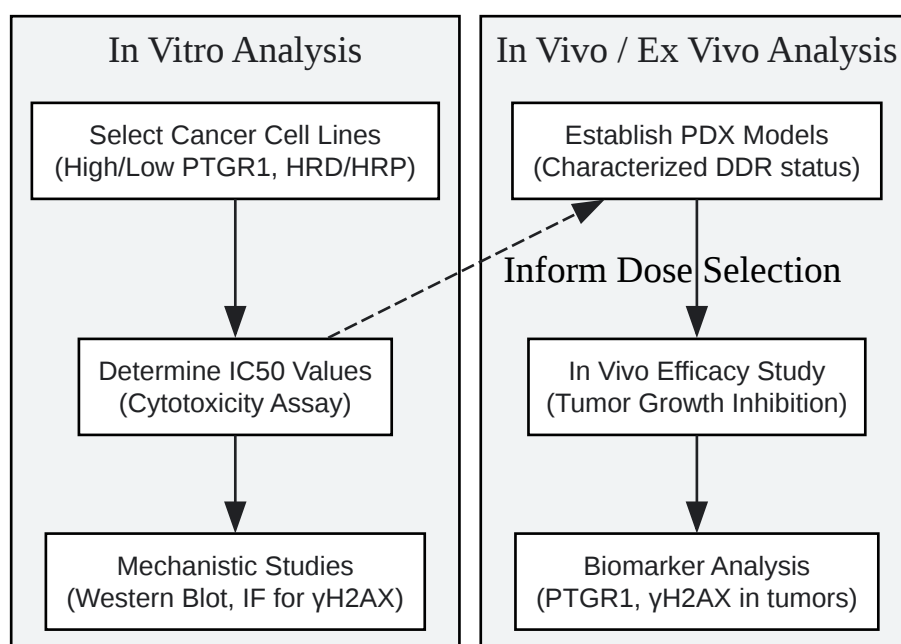 In Vitro Analysis
Select Cancer Cell Lines
(High/Low PTGR1, HRD/HRP)
Determine IC50 Values
(Cytotoxicity Assay)
Mechanistic Studies
(Western Blot, IF for γH2AX)
In Vivo / Ex Vivo Analysis
Establish PDX Models
(Characterized DDR status)
Inform Dose Selection
In Vivo Efficacy Study
(Tumor Growth Inhibition)
Biomarker Analysis
(PTGR1, γH2AX in tumors)